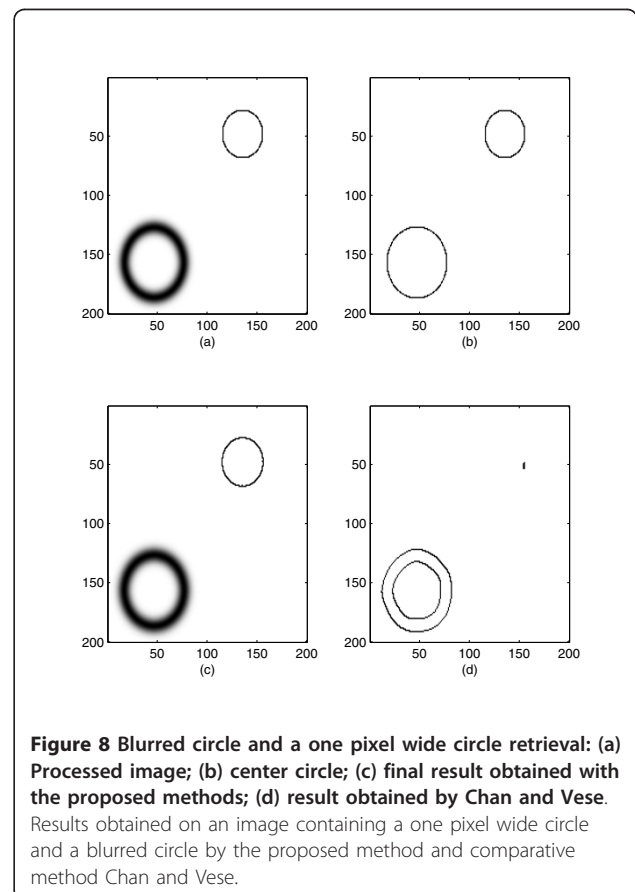 50
50
100
100
150
150
200
200
50 100 150 200
50 100 150 200
(a)
(b)
50
50
100
100
150
150
200
200
50 100 150 200
50 100 150 200
(c)
(d)
Figure 8 Blurred circle and a one pixel wide circle retrieval: (a)
Processed image; (b) center circle; (c) final result obtained with
the proposed methods; (d) result obtained by Chan and Vese.
Results obtained on an image containing a one pixel wide circle
and a blurred circle by the proposed method and comparative
method Chan and Vese.